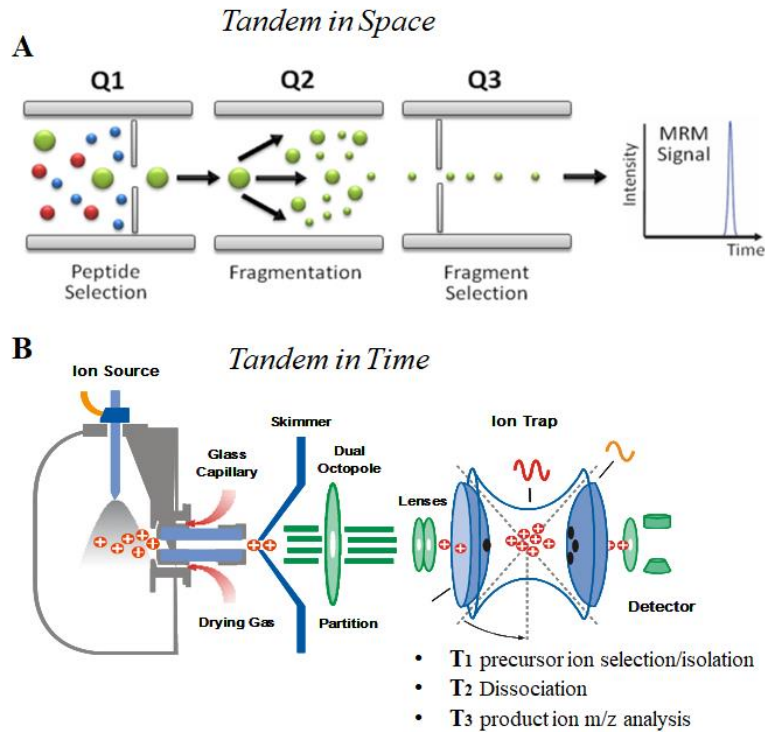 Tandem in Space
A
Q1
Q2
Q3
Peptide
Selection
Fragmentation
Fragment
Selection
MRM
Signal
Intensity
Time
B
Tandem in Time
Ion Source
Skimmer
Glass
Capillary
Dual
Octopole
Ion Trap
Lenses
Drying Gas
Partition
Detector
• T1 precursor ion selection/isolation
• T2 Dissociation
• T3 production m/z analysis